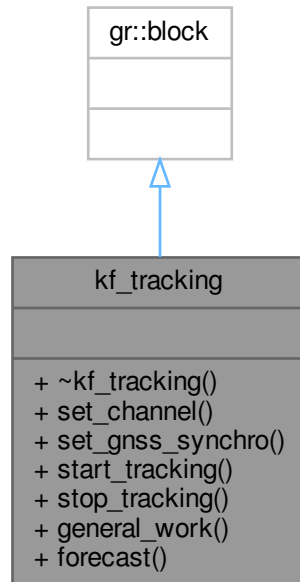 gr::block
kf_tracking
+ ~kf_tracking()
+ set_channel()
+ set_gnss_synchro()
+ start_tracking()
+ stop_tracking()
+ general_work()
+ forecast()